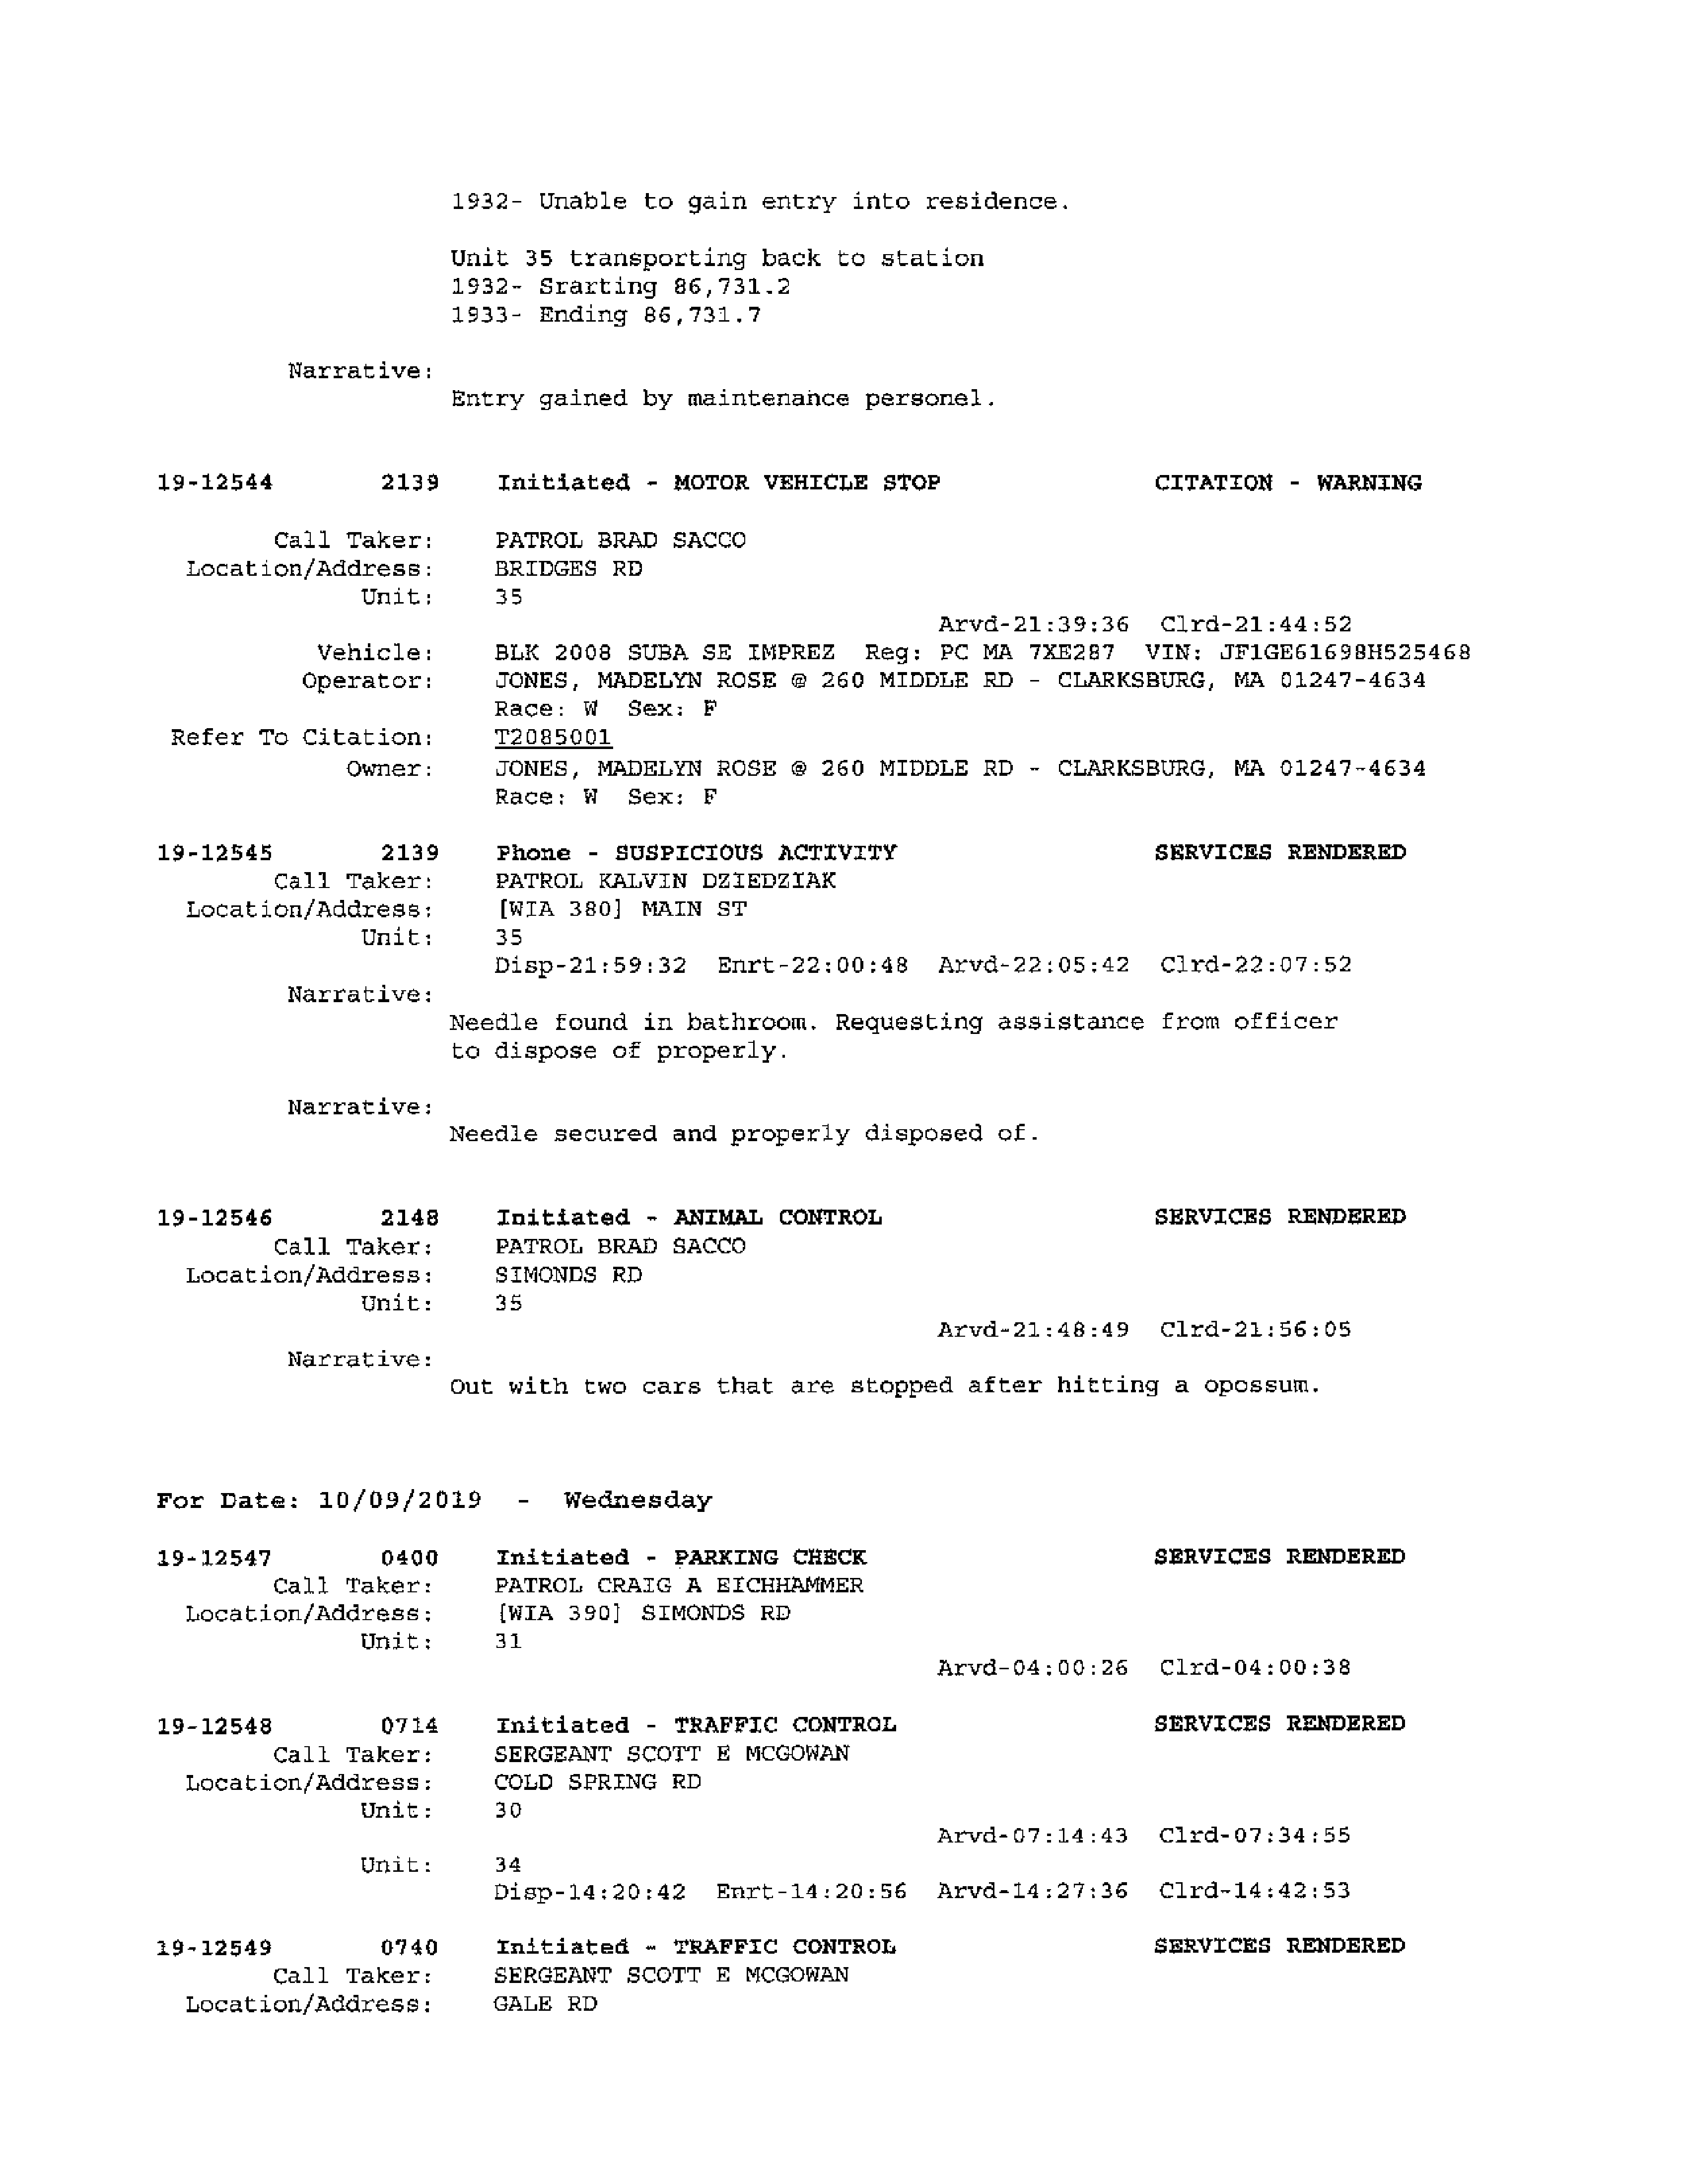 1932- Unable to gain entry into residence.
Unit 35 transporting back to station
1932- Srarting 86,731.2
1933- Ending 86,731.7
Narrative:
Entry gained by maintenance personel.
19-12544 2139 Initiated - MOTOR VEHICLE STOP CITATION - WARNING
Call Taker: PATROL BRAD SACCO
Location/Address: BRIDGES RD
Unit: 35
Arvd-21:39:36 Clrd-21:44:52
Vehicle: BLK 2008 SUBA SE IMPREZ Reg: PC MA 7XE287 VIN: JF1GE61698H525468
Operator: JONES, MADELYN ROSE @ 260 MIDDLE RD - CLARKSBURG, MA 01247-4634
Race: W Sex: F
Refer To Citation: T2085001
Owner: JONES, MADELYN ROSE @ 260 MIDDLE RD - CLARKSBURG, MA 01247-4634
Race: W Sex: F
19-12545 2139 Phone - SUSPICIOUS ACTIVITY SERVICES RENDERED
Call Taker: PATROL KALVIN DZIEDZIAK
Location/Address: [WIA 380] MAIN ST
Unit: 35
Disp-21:59:32 Enrt-22:00:48 Arvd-22:05:42 Clrd-22:07:52
Narrative:
Needle found in bathroom. Requesting assistance from officer
to dispose of properly.
Narrative:
Needle secured and properly disposed of.
19-12546 2148 Initiated - ANIMAL CONTROL SERVICES RENDERED
Call Taker: PATROL BRAD SACCO
Location/Address: SIMONDS RD
Unit: 35
Arvd-21:48:49 Clrd-21:56:05
Narrative:
Out with two cars that are stopped after hitting a opossum.
For Date: 10/09/2019 - Wednesday
19-12547 0400 Initiated - PARKING CHECK SERVICES RENDERED
Call Taker: PATROL CRAIG A EICHHAMMER
Location/Address: [WIA 390] SIMONDS RD
Unit: 31
Arvd-04:00:26 Clrd-04:00:38
19-12548 0714 Initiated - TRAFFIC CONTROL SERVICES RENDERED
Call Taker: SERGEANT SCOTT E MCGOWAN
Location/Address: COLD SPRING RD
Unit: 30
Arvd-07:14:43 Clrd-07:34:55
Unit: 34
Disp-14:20:42 Enrt-14:20:56 Arvd-14:27:36 Clrd-14:42:53
19-12549 0740 Initiated - TRAFFIC CONTROL SERVICES RENDERED
Call Taker: SERGEANT SCOTT E MCGOWAN
Location/Address: GALE RD